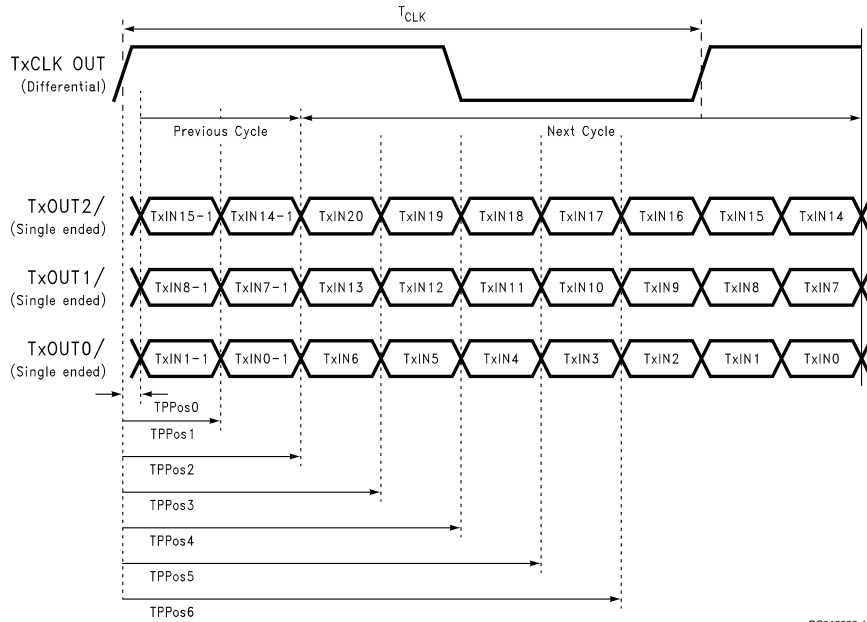 TCLK
TxCLK OUT
(Differential)
Previous Cycle
Next Cycle
TxOUT2/
(Single ended)
TxIN15-1 TxIN14-1 TxIN20 TxIN19 TxIN18 TxIN17 TxIN16 TxIN15 TxIN14
TxOUT1/
(Single ended)
TxIN8-1 TxIN7-1 TxIN13 TxIN12 TxIN11 TxIN10 TxIN9 TxIN8 TxIN7
TxOUT0/
(Single ended)
TxIN1-1 TxIN0-1 TxIN6 TxIN5 TxIN4 TxIN3 TxIN2 TxIN1 TxIN0
TPPos0
TPPos1
TPPos2
TPPos3
TPPos4
TPPos5
TPPos6